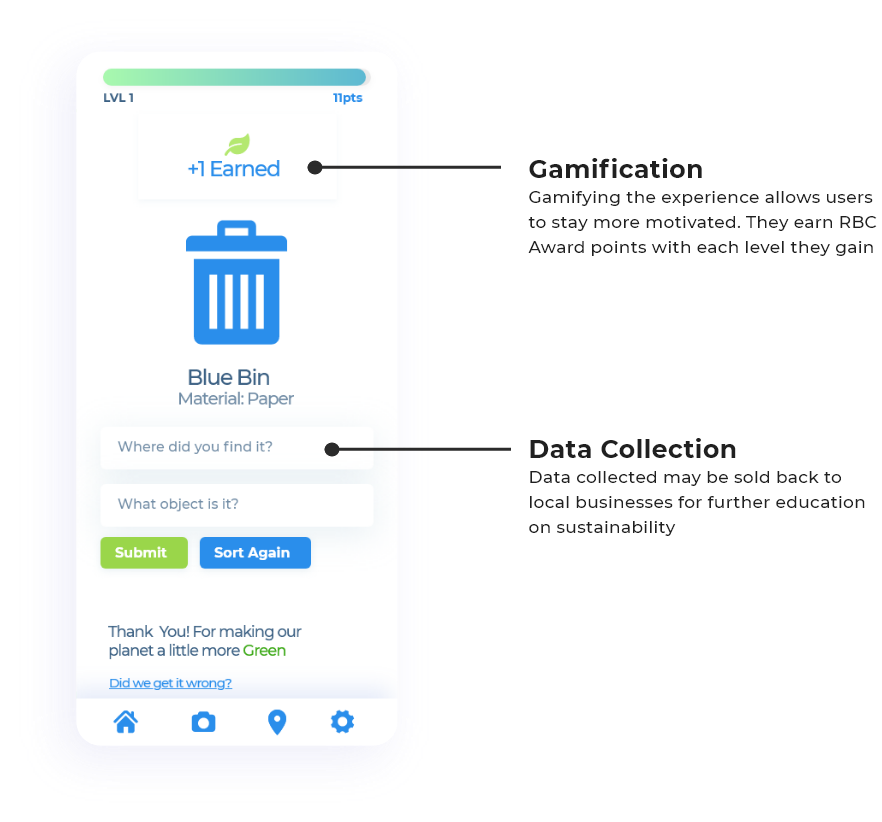 LVL 1
11pts
+1 Earned
Blue Bin
Material: Paper
Where did you find it?
What object is it?
Submit
Sort Again
Thank You! For making our
planet a little more Green
Did we get it wrong?
Gamification
Gamifying the experience allows users
to stay more motivated. They earn RBC
Award points with each level they gain
Data Collection
Data collected may be sold back to
local businesses for further education
on sustainability